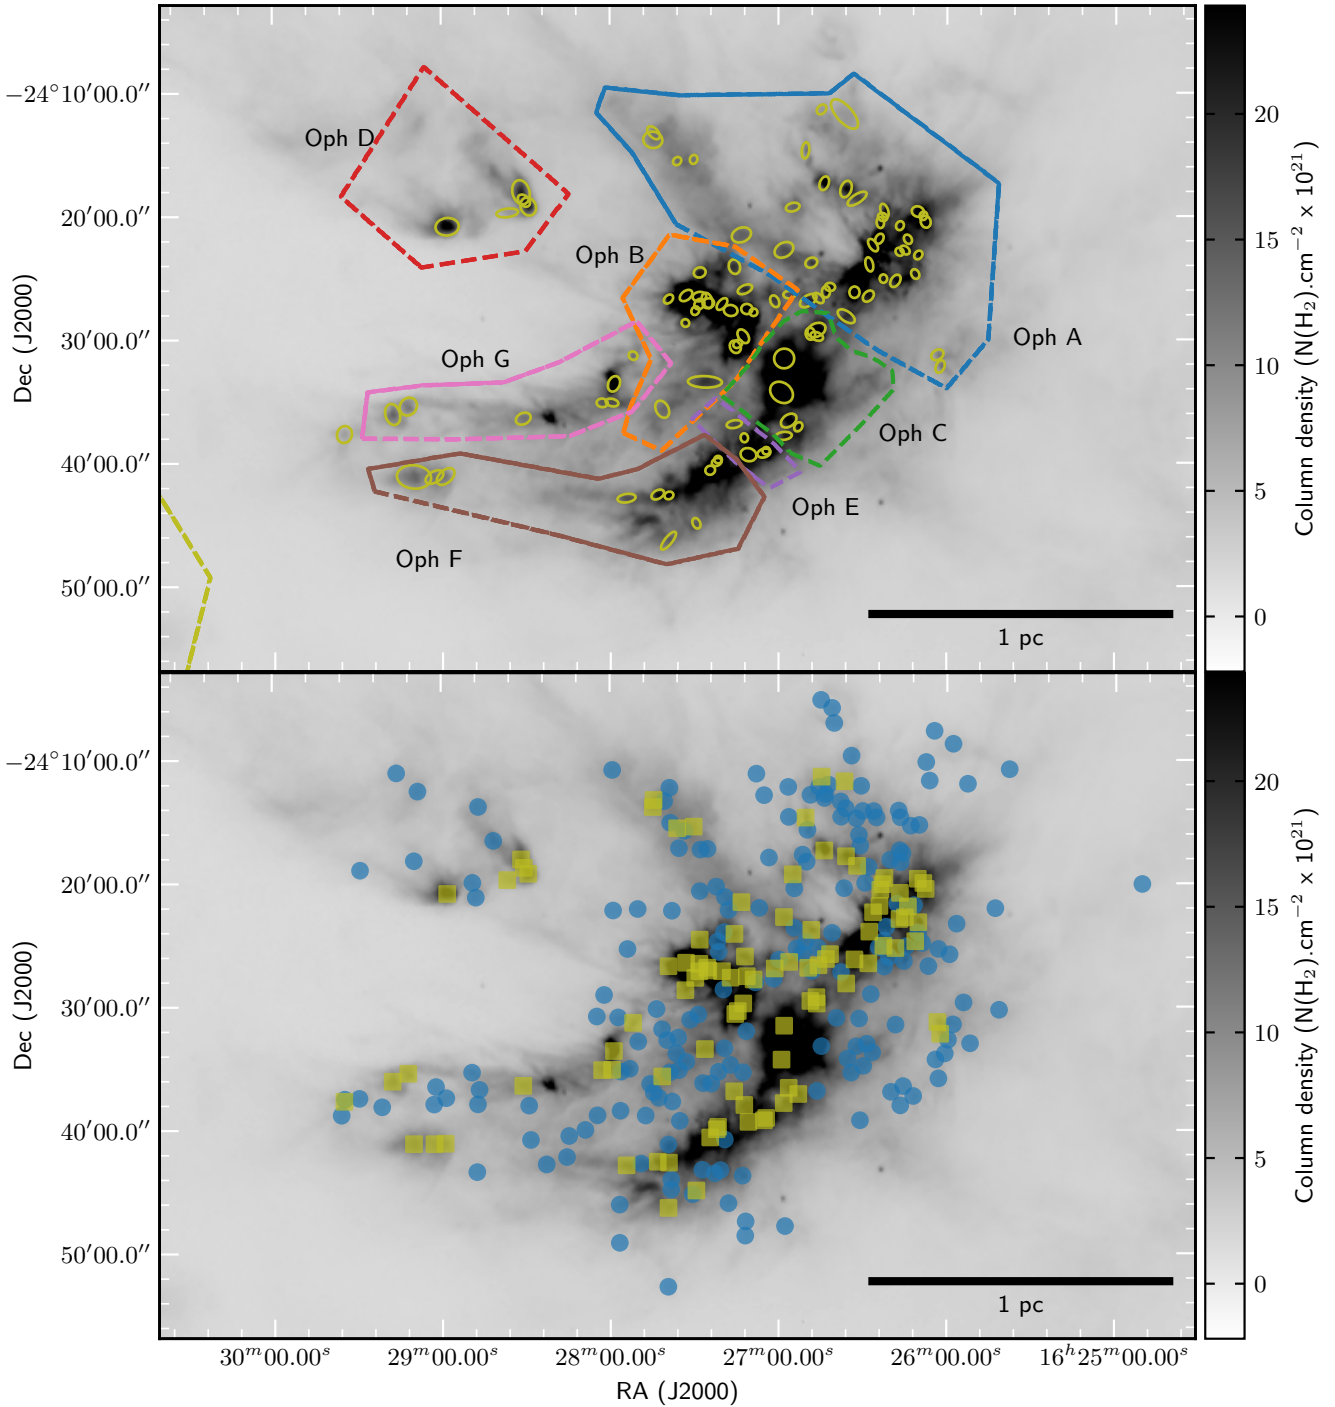 −24°10′00.0″
20′00.0″
30′00.0″
40′00.0″
50′00.0″
Dec (J2000)
Oph D
Oph B
Oph A
Oph G
Oph C
Oph E
Oph F
1 pc
20
15
10
5
0
Column density (N(H₂).cm⁻² x 10²¹)
−24°10′00.0″
20′00.0″
30′00.0″
40′00.0″
50′00.0″
Dec (J2000)
1 pc
20
15
10
5
0
Column density (N(H₂).cm⁻² x 10²¹)
30ᵐ00.00ˢ 29ᵐ00.00ˢ 28ᵐ00.00ˢ 27ᵐ00.00ˢ 26ᵐ00.00ˢ 16ʰ25ᵐ00.00ˢ
RA (J2000)